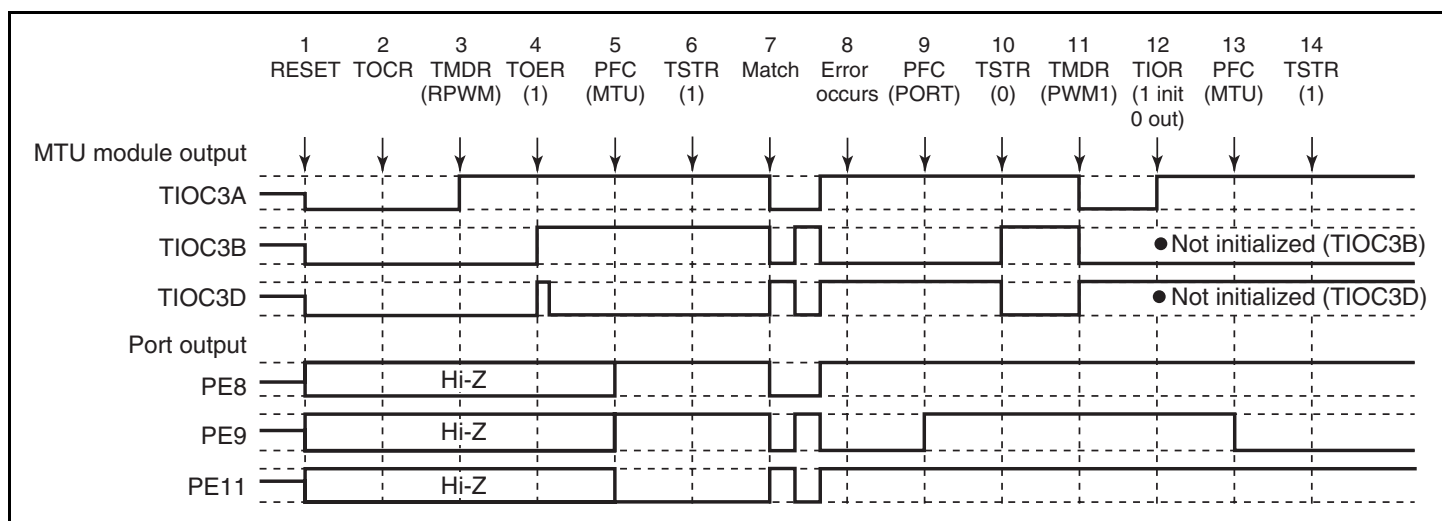 1 2 3 4 5 6 7 8 9 10 11 12 13 14
RESET TOCR TMDR TOER PFC TSTR Match Error PFC TSTR TMDR TIOR PFC TSTR
(RPWM) (1) (MTU) (1) occurs (PORT) (0) (PWM1) (1 init (MTU) (1)
0 out)
MTU module output
TIOC3A
TIOC3B
● Not initialized (TIOC3B)
TIOC3D
● Not initialized (TIOC3D)
Port output
PE8
Hi-Z
PE9
Hi-Z
PE11
Hi-Z